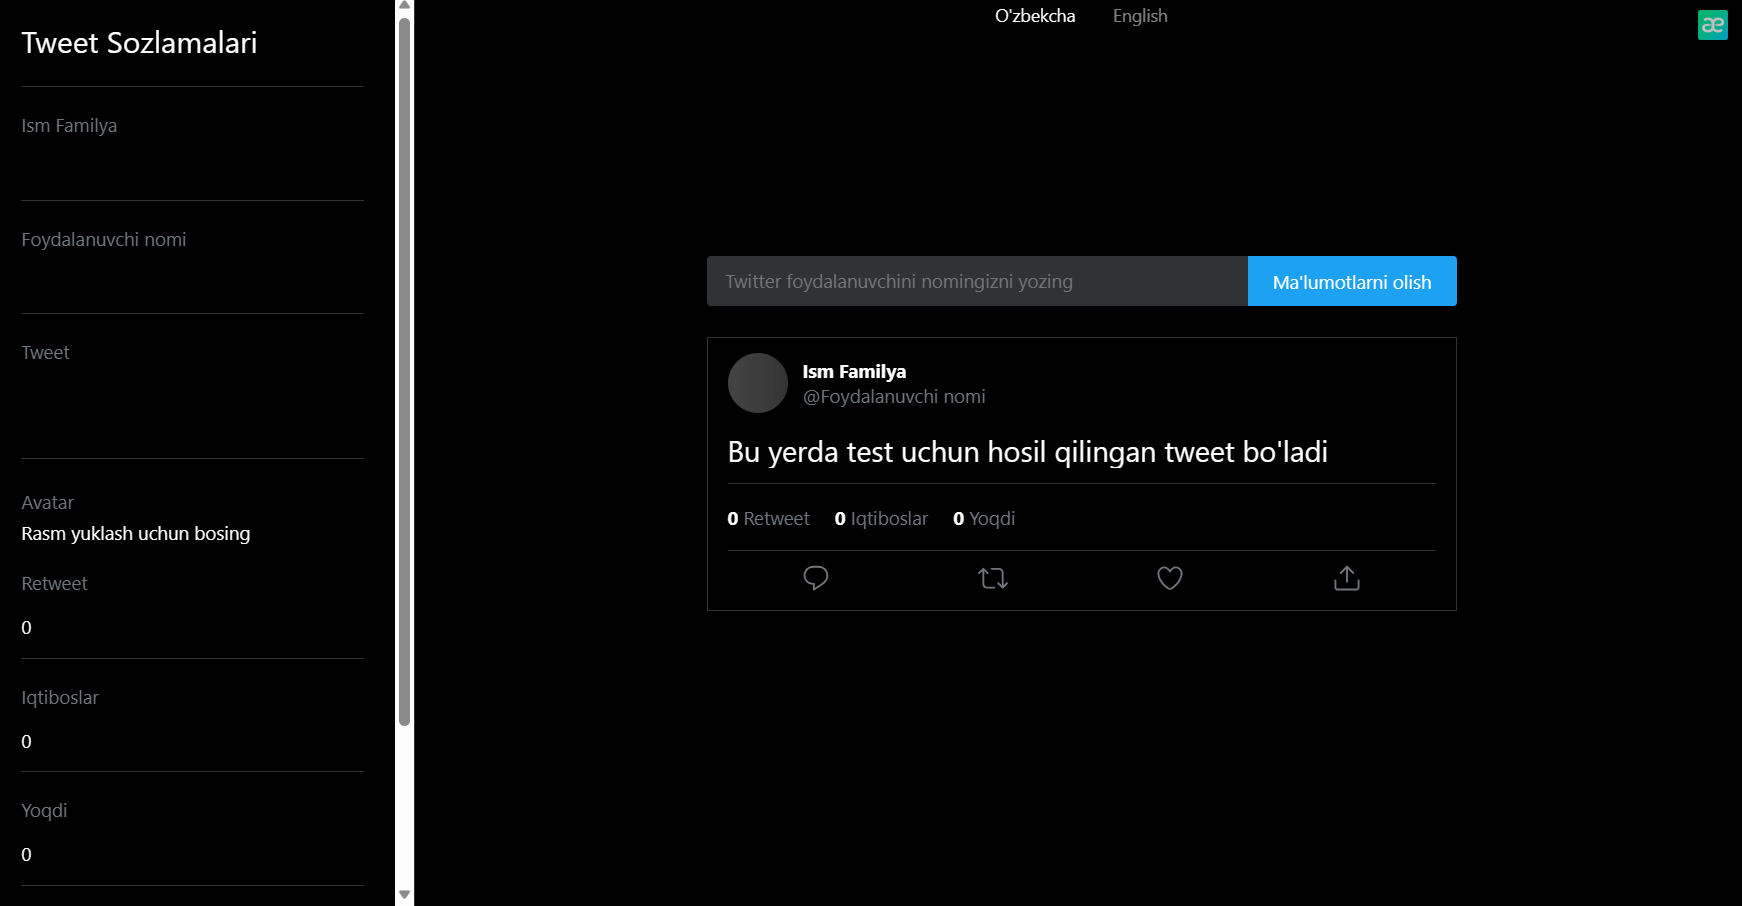 Tweet Sozlamalari
Ism Familya
Foydalanuvchi nomi
Tweet
Avatar
Rasm yuklash uchun bosing
Retweet
0
Iqtiboslar
0
Yoqdi
0
O'zbekcha English
æ
Twitter foydalanuvchini nomingizni yozing Ma'lumotlarni olish
Ism Familya
@Foydalanuvchi nomi
Bu yerda test uchun hosil qilingan tweet bo'ladi
0 Retweet 0 Iqtiboslar 0 Yoqdi